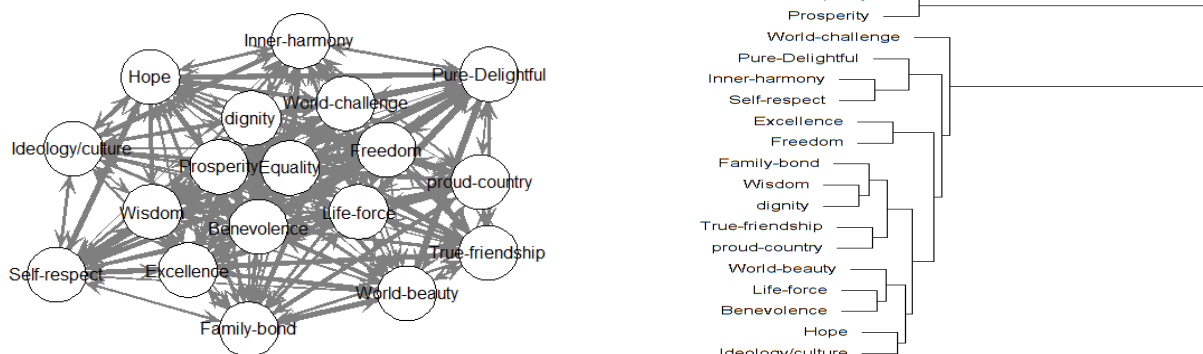 Inner-harmony
Hope
Pure-Delightful
World-challenge
dignity
Ideology/culture
Prosperity
Equality
Freedom
proud-country
Wisdom
Life-force
Benevolence
True-friendship
Self-respect
Excellence
World-beauty
Family-bond
Prosperity
World-challenge
Pure-Delightful
Inner-harmony
Self-respect
Excellence
Freedom
Family-bond
Wisdom
dignity
True-friendship
proud-country
World-beauty
Life-force
Benevolence
Hope
Ideology/culture